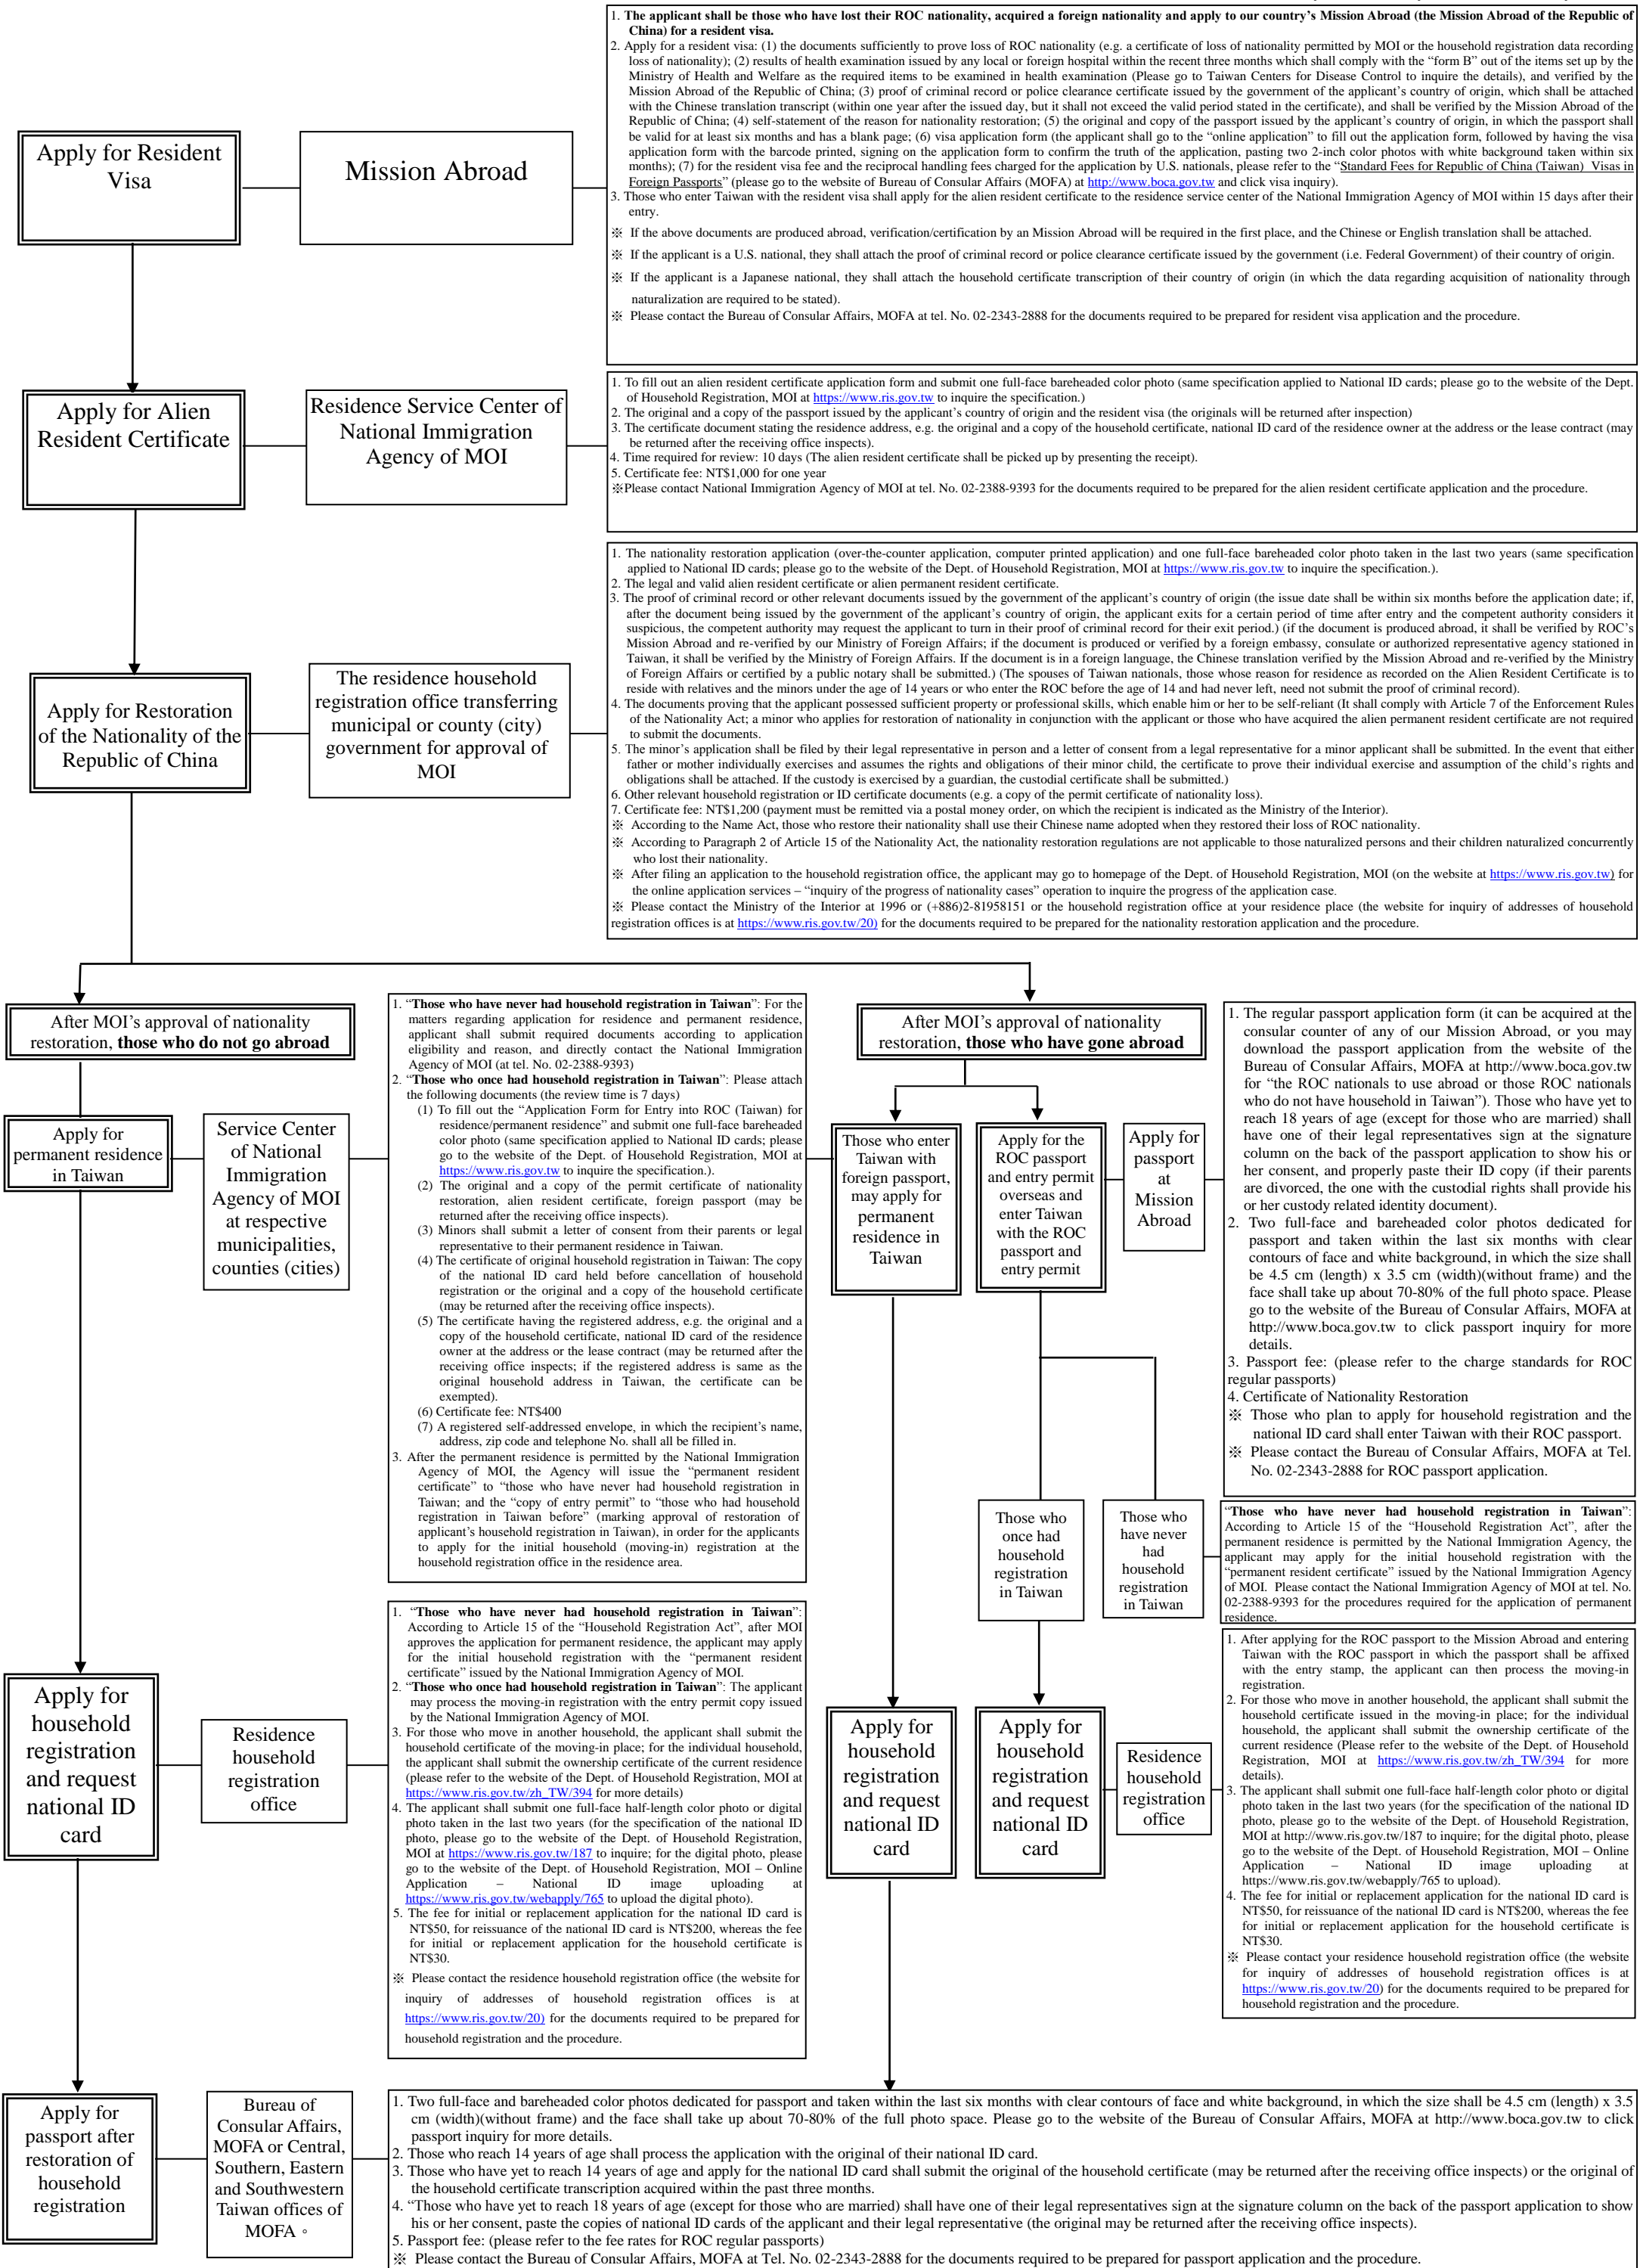 1. The applicant shall be those who have lost their ROC nationality, acquired a foreign nationality and apply to our country's Mission Abroad (the Mission Abroad of the Republic of
China) for a resident visa.
2. Apply for a resident visa: (1) the documents sufficiently to prove loss of ROC nationality (e.g. a certificate of loss of nationality permitted by MOI or the household registration data recording
loss of nationality); (2) results of health examination issued by any local or foreign hospital within the recent three months which shall comply with the “form B” out of the items set up by the
Ministry of Health and Welfare as the required items to be examined in health examination (Please go to Taiwan Centers for Disease Control to inquire the details), and verified by the
Mission Abroad of the Republic of China; (3) proof of criminal record or police clearance certificate issued by the government of the applicant's country of origin, which shall be attached
with the Chinese translation transcript (within one year after the issued day, but it shall not exceed the valid period stated in the certificate), and shall be verified by the Mission Abroad of the
Republic of China; (4) self-statement of the reason for nationality restoration; (5) the original and copy of the passport issued by the applicant's country of origin, in which the passport shall
be valid for at least six months and has a blank page; (6) visa application form (the applicant shall go to the “online application” to fill out the application form, followed by having the visa
application form with the barcode printed, signing on the application form to confirm the truth of the application, pasting two 2-inch color photos with white background taken within six
months); (7) for the resident visa fee and the reciprocal handling fees charged for the application by U.S. nationals, please refer to the “Standard Fees for Republic of China (Taiwan) Visas in
Foreign Passports” (please go to the website of Bureau of Consular Affairs (MOFA) at http://www.boca.gov.tw and click visa inquiry).
3. Those who enter Taiwan with the resident visa shall apply for the alien resident certificate to the residence service center of the National Immigration Agency of MOI within 15 days after their
entry.
※ If the above documents are produced abroad, verification/certification by an Mission Abroad will be required in the first place, and the Chinese or English translation shall be attached.
※ If the applicant is a U.S. national, they shall attach the proof of criminal record or police clearance certificate issued by the government (i.e. Federal Government) of their country of origin.
※ If the applicant is a Japanese national, they shall attach the household certificate transcription of their country of origin (in which the data regarding acquisition of nationality through
naturalization are required to be stated).
※ Please contact the Bureau of Consular Affairs, MOFA at tel. No. 02-2343-2888 for the documents required to be prepared for resident visa application and the procedure.
Apply for Resident
Visa
Mission Abroad
Apply for Alien
Resident Certificate
Residence Service Center of
National Immigration
Agency of MOI
1. To fill out an alien resident certificate application form and submit one full-face bareheaded color photo (same specification applied to National ID cards; please go to the website of the Dept.
of Household Registration, MOI at https://www.ris.gov.tw to inquire the specification.)
2. The original and a copy of the passport issued by the applicant's country of origin and the resident visa (the originals will be returned after inspection)
3. The certificate document stating the residence address, e.g. the original and a copy of the household certificate, national ID card of the residence owner at the address or the lease contract (may
be returned after the receiving office inspects).
4. Time required for review: 10 days (The alien resident certificate shall be picked up by presenting the receipt).
5. Certificate fee: NT$1,000 for one year
※Please contact National Immigration Agency of MOI at tel. No. 02-2388-9393 for the documents required to be prepared for the alien resident certificate application and the procedure.
Apply for Restoration
of the Nationality of the
Republic of China
The residence household
registration office transferring
municipal or county (city)
government for approval of
MOI
1. The nationality restoration application (over-the-counter application, computer printed application) and one full-face bareheaded color photo taken in the last two years (same specification
applied to National ID cards; please go to the website of the Dept. of Household Registration, MOI at https://www.ris.gov.tw to inquire the specification.).
2. The legal and valid alien resident certificate or alien permanent resident certificate.
3. The proof of criminal record or other relevant documents issued by the government of the applicant's country of origin (the issue date shall be within six months before the application date; if,
after the document being issued by the government of the applicant's country of origin, the applicant exits for a certain period of time after entry and the competent authority considers it
suspicious, the competent authority may request the applicant to turn in their proof of criminal record for their exit period.) (if the document is produced abroad, it shall be verified by ROC's
Mission Abroad and re-verified by our Ministry of Foreign Affairs; if the document is produced or verified by a foreign embassy, consulate or authorized representative agency stationed in
Taiwan, it shall be verified by the Ministry of Foreign Affairs. If the document is in a foreign language, the Chinese translation verified by the Mission Abroad and re-verified by the Ministry
of Foreign Affairs or certified by a public notary shall be submitted.) (The spouses of Taiwan nationals, those whose reason for residence as recorded on the Alien Resident Certificate is to
reside with relatives and the minors under the age of 14 years or who enter the ROC before the age of 14 and had never left, need not submit the proof of criminal record).
4. The documents proving that the applicant possessed sufficient property or professional skills, which enable him or her to be self-reliant (It shall comply with Article 7 of the Enforcement Rules
of the Nationality Act; a minor who applies for restoration of nationality in conjunction with the applicant or those who have acquired the alien permanent resident certificate are not required
to submit the documents.
5. The minor's application shall be filed by their legal representative in person and a letter of consent from a legal representative for a minor applicant shall be submitted. In the event that either
father or mother individually exercises and assumes the rights and obligations of their minor child, the certificate to prove their individual exercise and assumption of the child's rights and
obligations shall be attached. If the custody is exercised by a guardian, the custodial certificate shall be submitted.)
6. Other relevant household registration or ID certificate documents (e.g. a copy of the permit certificate of nationality loss).
7. Certificate fee: NT$1,200 (payment must be remitted via a postal money order, on which the recipient is indicated as the Ministry of the Interior).
※ According to the Name Act, those who restore their nationality shall use their Chinese name adopted when they restored their loss of ROC nationality.
※ According to Paragraph 2 of Article 15 of the Nationality Act, the nationality restoration regulations are not applicable to those naturalized persons and their children naturalized concurrently
who lost their nationality.
※ After filing an application to the household registration office, the applicant may go to homepage of the Dept. of Household Registration, MOI (on the website at https://www.ris.gov.tw) for
the online application services – “inquiry of the progress of nationality cases” operation to inquire the progress of the application case.
※ Please contact the Ministry of the Interior at 1996 or (+886)2-81958151 or the household registration office at your residence place (the website for inquiry of addresses of household
registration offices is at https://www.ris.gov.tw/20) for the documents required to be prepared for the nationality restoration application and the procedure.
After MOI's approval of nationality
restoration, those who do not go abroad
Apply for
permanent residence
in Taiwan
Service Center
of National
Immigration
Agency of MOI
at respective
municipalities,
counties (cities)
1. “Those who have never had household registration in Taiwan”: For the
matters regarding application for residence and permanent residence,
applicant shall submit required documents according to application
eligibility and reason, and directly contact the National Immigration
Agency of MOI (at tel. No. 02-2388-9393)
2. “Those who once had household registration in Taiwan”: Please attach
the following documents (the review time is 7 days)
(1) To fill out the “Application Form for Entry into ROC (Taiwan) for
residence/permanent residence” and submit one full-face bareheaded
color photo (same specification applied to National ID cards; please
go to the website of the Dept. of Household Registration, MOI at
https://www.ris.gov.tw to inquire the specification.).
(2) The original and a copy of the permit certificate of nationality
restoration, alien resident certificate, foreign passport (may be
returned after the receiving office inspects).
(3) Minors shall submit a letter of consent from their parents or legal
representative to their permanent residence in Taiwan.
(4) The certificate of original household registration in Taiwan: The copy
of the national ID card held before cancellation of household
registration or the original and a copy of the household certificate
(may be returned after the receiving office inspects).
(5) The certificate having the registered address, e.g. the original and a
copy of the household certificate, national ID card of the residence
owner at the address or the lease contract (may be returned after the
receiving office inspects; if the registered address is same as the
original household address in Taiwan, the certificate can be
exempted).
(6) Certificate fee: NT$400
(7) A registered self-addressed envelope, in which the recipient's name,
address, zip code and telephone No. shall all be filled in.
3. After the permanent residence is permitted by the National Immigration
Agency of MOI, the Agency will issue the “permanent resident
certificate” to “those who have never had household registration in
Taiwan; and the “copy of entry permit” to “those who had household
registration in Taiwan before” (marking approval of restoration of
applicant's household registration in Taiwan), in order for the applicants
to apply for the initial household (moving-in) registration at the
household registration office in the residence area.
After MOI's approval of nationality
restoration, those who have gone abroad
Those who enter
Taiwan with
foreign passport,
may apply for
permanent
residence in
Taiwan
Apply for the
ROC passport
and entry permit
overseas and
enter Taiwan
with the ROC
passport and
entry permit
Apply for
passport
at
Mission
Abroad
1. The regular passport application form (it can be acquired at the
consular counter of any of our Mission Abroad, or you may
download the passport application from the website of the
Bureau of Consular Affairs, MOFA at http://www.boca.gov.tw
for “the ROC nationals to use abroad or those ROC nationals
who do not have household in Taiwan”). Those who have yet to
reach 18 years of age (except for those who are married) shall
have one of their legal representatives sign at the signature
column on the back of the passport application to show his or
her consent, and properly paste their ID copy (if their parents
are divorced, the one with the custodial rights shall provide his
or her custody related identity document).
2. Two full-face and bareheaded color photos dedicated for
passport and taken within the last six months with clear
contours of face and white background, in which the size shall
be 4.5 cm (length) x 3.5 cm (width)(without frame) and the
face shall take up about 70-80% of the full photo space. Please
go to the website of the Bureau of Consular Affairs, MOFA at
http://www.boca.gov.tw to click passport inquiry for more
details.
3. Passport fee: (please refer to the charge standards for ROC
regular passports)
4. Certificate of Nationality Restoration
※ Those who plan to apply for household registration and the
national ID card shall enter Taiwan with their ROC passport.
※ Please contact the Bureau of Consular Affairs, MOFA at Tel.
No. 02-2343-2888 for ROC passport application.
Those who
once had
household
registration
in Taiwan
Those who
have never
had
household
registration
in Taiwan
“Those who have never had household registration in Taiwan”:
According to Article 15 of the “Household Registration Act”, after the
permanent residence is permitted by the National Immigration Agency, the
applicant may apply for the initial household registration with the
“permanent resident certificate” issued by the National Immigration Agency
of MOI. Please contact the National Immigration Agency of MOI at tel. No.
02-2388-9393 for the procedures required for the application of permanent
residence.
Apply for
household
registration
and request
national ID
card
Residence
household
registration
office
1. “Those who have never had household registration in Taiwan”:
According to Article 15 of the “Household Registration Act”, after MOI
approves the application for permanent residence, the applicant may apply
for the initial household registration with the “permanent resident
certificate” issued by the National Immigration Agency of MOI.
2. “Those who once had household registration in Taiwan”: The applicant
may process the moving-in registration with the entry permit copy issued
by the National Immigration Agency of MOI.
3. For those who move in another household, the applicant shall submit the
household certificate of the moving-in place; for the individual household,
the applicant shall submit the ownership certificate of the current residence
(please refer to the website of the Dept. of Household Registration, MOI at
https://www.ris.gov.tw/zh_TW/394 for more details)
4. The applicant shall submit one full-face half-length color photo or digital
photo taken in the last two years (for the specification of the national ID
photo, please go to the website of the Dept. of Household Registration,
MOI at https://www.ris.gov.tw/187 to inquire; for the digital photo, please
go to the website of the Dept. of Household Registration, MOI – Online
Application – National ID image uploading at
https://www.ris.gov.tw/webapply/765 to upload the digital photo).
5. The fee for initial or replacement application for the national ID card is
NT$50, for reissuance of the national ID card is NT$200, whereas the fee
for initial or replacement application for the household certificate is
NT$30.
※ Please contact the residence household registration office (the website for
inquiry of addresses of household registration offices is at
https://www.ris.gov.tw/20) for the documents required to be prepared for
household registration and the procedure.
Apply for
household
registration
and request
national ID
card
Apply for
household
registration
and request
national ID
card
Residence
household
registration
office
1. After applying for the ROC passport to the Mission Abroad and entering
Taiwan with the ROC passport in which the passport shall be affixed
with the entry stamp, the applicant can then process the moving-in
registration.
2. For those who move in another household, the applicant shall submit the
household certificate issued in the moving-in place; for the individual
household, the applicant shall submit the ownership certificate of the
current residence (Please refer to the website of the Dept. of Household
Registration, MOI at https://www.ris.gov.tw/zh_TW/394 for more
details).
3. The applicant shall submit one full-face half-length color photo or digital
photo taken in the last two years (for the specification of the national ID
photo, please go to the website of the Dept. of Household Registration,
MOI at http://www.ris.gov.tw/187 to inquire; for the digital photo, please
go to the website of the Dept. of Household Registration, MOI – Online
Application – National ID image uploading at
https://www.ris.gov.tw/webapply/765 to upload).
4. The fee for initial or replacement application for the national ID card is
NT$50, for reissuance of the national ID card is NT$200, whereas the fee
for initial or replacement application for the household certificate is
NT$30.
※ Please contact your residence household registration office (the website
for inquiry of addresses of household registration offices is at
https://www.ris.gov.tw/20) for the documents required to be prepared for
household registration and the procedure.
Apply for
passport after
restoration of
household
registration
Bureau of
Consular Affairs,
MOFA or Central,
Southern, Eastern
and Southwestern
Taiwan offices of
MOFA。
1. Two full-face and bareheaded color photos dedicated for passport and taken within the last six months with clear contours of face and white background, in which the size shall be 4.5 cm (length) x 3.5
cm (width)(without frame) and the face shall take up about 70-80% of the full photo space. Please go to the website of the Bureau of Consular Affairs, MOFA at http://www.boca.gov.tw to click
passport inquiry for more details.
2. Those who reach 14 years of age shall process the application with the original of their national ID card.
3. Those who have yet to reach 14 years of age and apply for the national ID card shall submit the original of the household certificate (may be returned after the receiving office inspects) or the original of
the household certificate transcription acquired within the past three months.
4. “Those who have yet to reach 18 years of age (except for those who are married) shall have one of their legal representatives sign at the signature column on the back of the passport application to show
his or her consent, paste the copies of national ID cards of the applicant and their legal representative (the original may be returned after the receiving office inspects).
5. Passport fee: (please refer to the fee rates for ROC regular passports)
※ Please contact the Bureau of Consular Affairs, MOFA at Tel. No. 02-2343-2888 for the documents required to be prepared for passport application and the procedure.